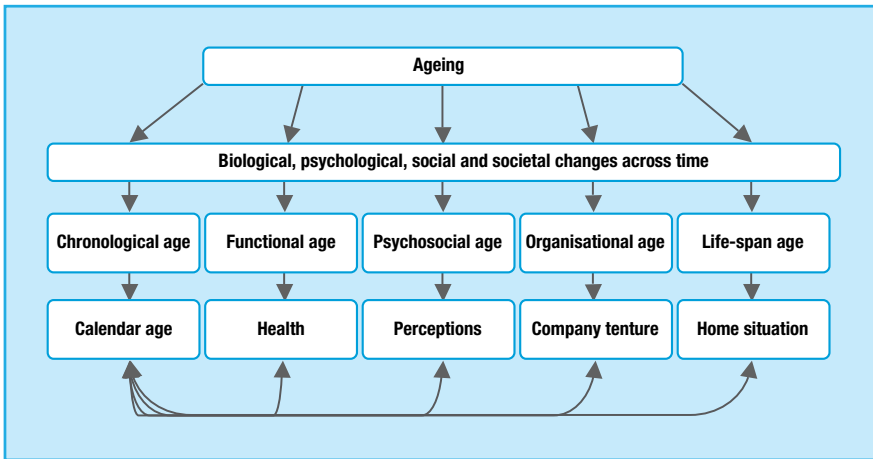 Ageing
Biological, psychological, social and societal changes across time
Chronological age
Functional age
Psychosocial age
Organisational age
Life-span age
Calendar age
Health
Perceptions
Company tenture
Home situation